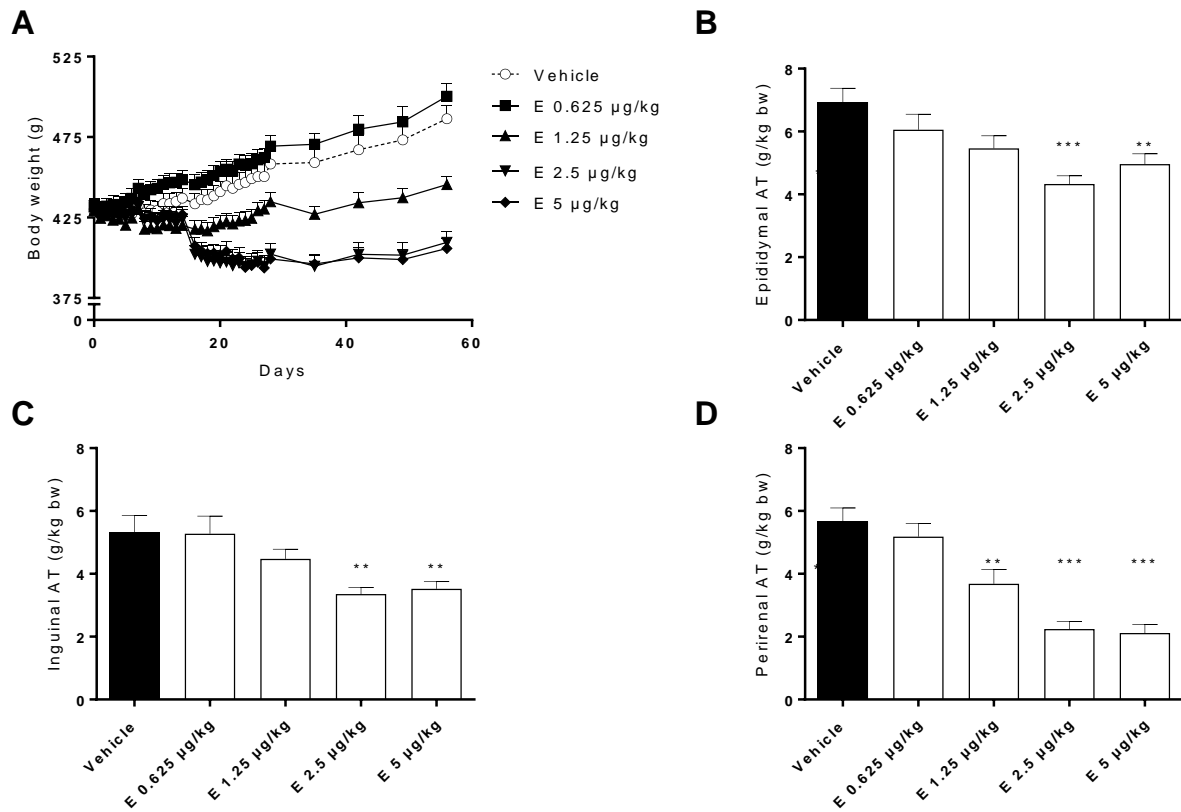 A
525
475
425
375
0
Body weight (g)
0
20
40
60
Days
Vehicle
E 0.625 µg/kg
E 1.25 µg/kg
E 2.5 µg/kg
E 5 µg/kg
B
8
6
4
2
0
Epididymal AT (g/kg bw)
***
**
Vehicle
E 0.625 µg/kg
E 1.25 µg/kg
E 2.5 µg/kg
E 5 µg/kg
C
8
6
4
2
0
Inguinal AT (g/kg bw)
**
**
Vehicle
E 0.625 µg/kg
E 1.25 µg/kg
E 2.5 µg/kg
E 5 µg/kg
D
8
6
4
2
0
Perirenal AT (g/kg bw)
**
***
***
Vehicle
E 0.625 µg/kg
E 1.25 µg/kg
E 2.5 µg/kg
E 5 µg/kg